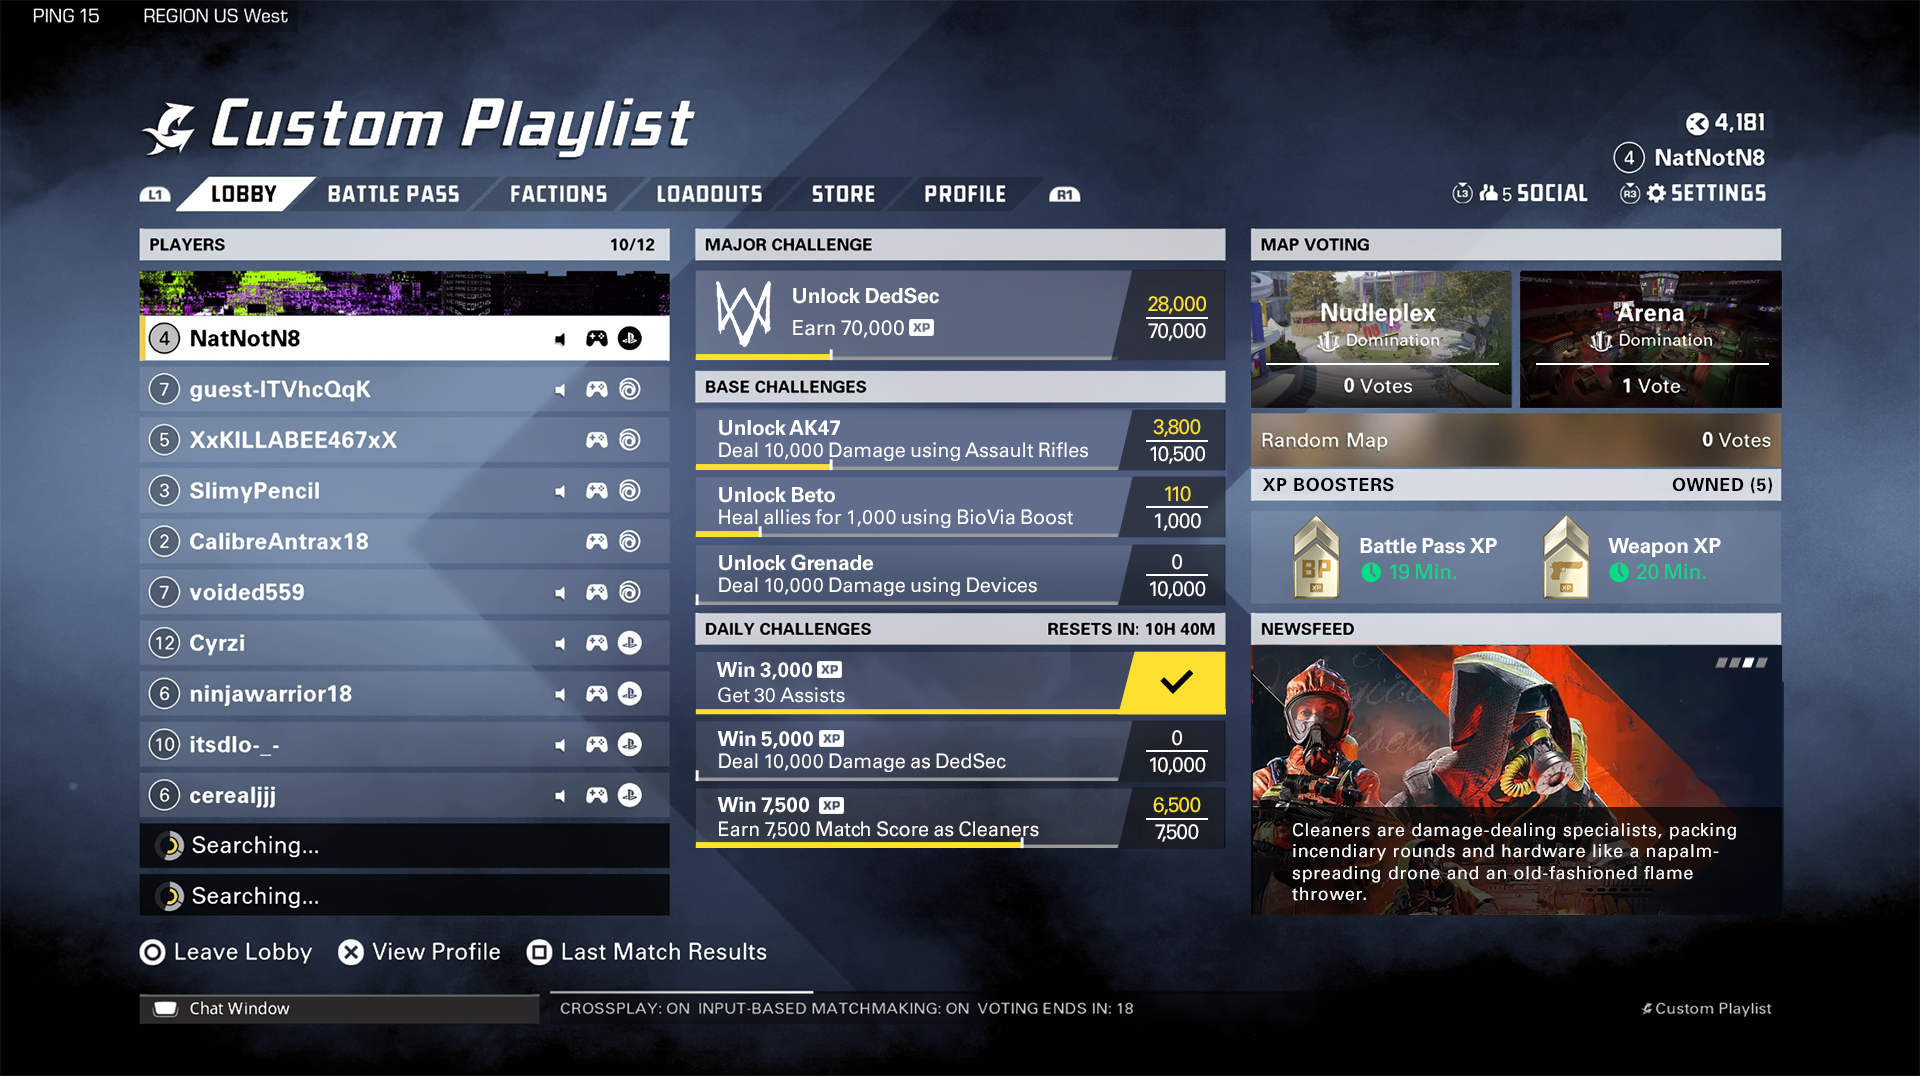 PING 15 REGION US West
Custom Playlist
4,181
4 NatNotN8
L1 LOBBY BATTLE PASS FACTIONS LOADOUTS STORE PROFILE R1
L3 5 SOCIAL R3 SETTINGS
PLAYERS 10/12
4 NatNotN8
7 guest-ITVhcQqK
5 XxKILLABEE467xX
3 SlimyPencil
2 CalibreAntrax18
7 voided559
12 Cyrzi
6 ninjawarrior18
10 itsdlo-_-
6 cerealjjj
Searching...
Searching...
MAJOR CHALLENGE
Unlock DedSec
Earn 70,000 XP
28,000
70,000
BASE CHALLENGES
Unlock AK47
Deal 10,000 Damage using Assault Rifles
3,800
10,500
Unlock Beto
Heal allies for 1,000 using BioVia Boost
110
1,000
Unlock Grenade
Deal 10,000 Damage using Devices
0
10,000
DAILY CHALLENGES RESETS IN: 10H 40M
Win 3,000 XP
Get 30 Assists
Win 5,000 XP
Deal 10,000 Damage as DedSec
0
10,000
Win 7,500 XP
Earn 7,500 Match Score as Cleaners
6,500
7,500
MAP VOTING
Nudleplex
Domination
0 Votes
Arena
Domination
1 Vote
Random Map 0 Votes
XP BOOSTERS OWNED (5)
BP
XP
Battle Pass XP
19 Min.
XP
Weapon XP
20 Min.
NEWSFEED
Cleaners are damage-dealing specialists, packing
incendiary rounds and hardware like a napalm-
spreading drone and an old-fashioned flame
thrower.
Leave Lobby View Profile Last Match Results
Chat Window
CROSSPLAY: ON INPUT-BASED MATCHMAKING: ON VOTING ENDS IN: 18
Custom Playlist